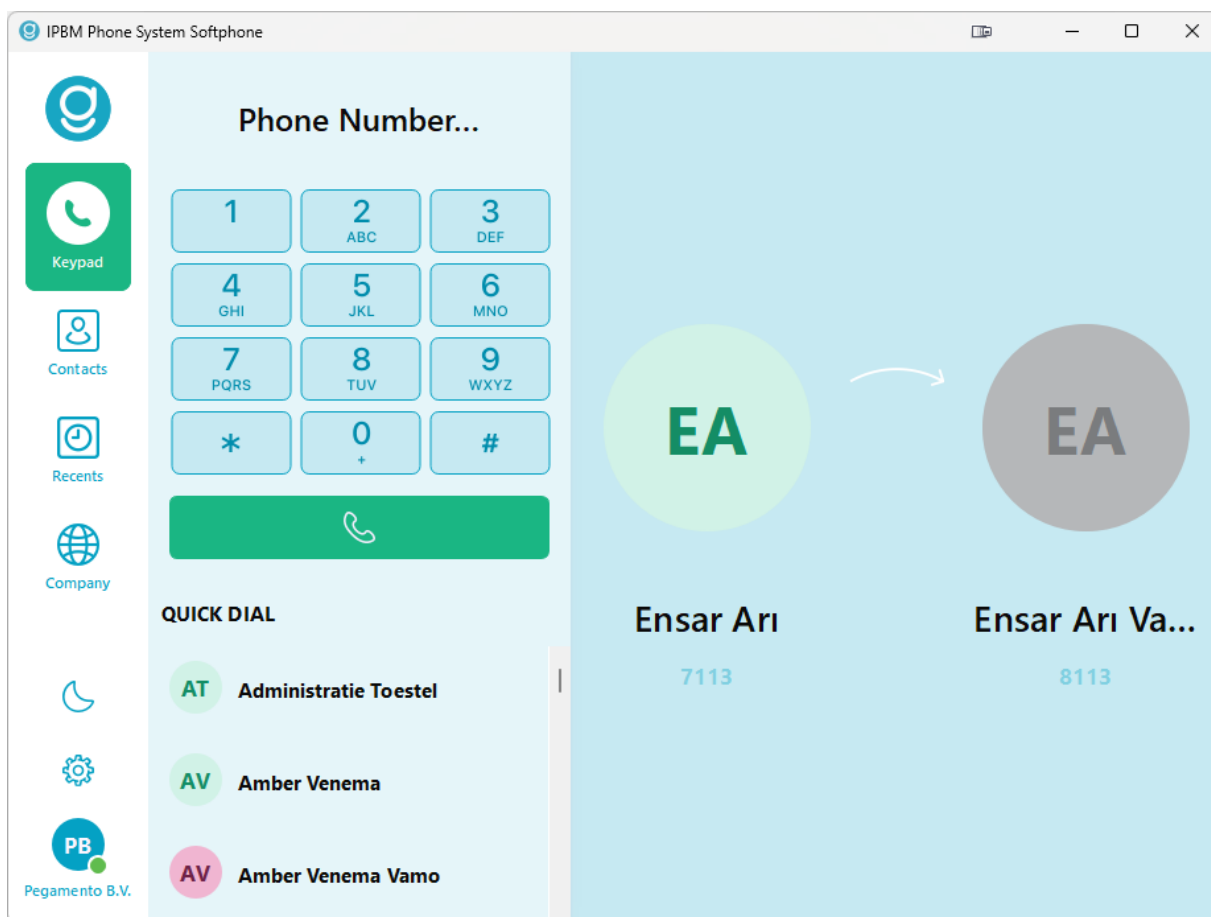 IPBM Phone System Softphone
Keypad
Contacts
Recents
Company
PB
Pegamento B.V.
Phone Number...
1
2
ABC
3
DEF
4
GHI
5
JKL
6
MNO
7
PQRS
8
TUV
9
WXYZ
*
0
+
#
QUICK DIAL
AT
Administratie Toestel
AV
Amber Venema
AV
Amber Venema Vamo
EA
Ensar Arı
7113
EA
Ensar Arı Va...
8113